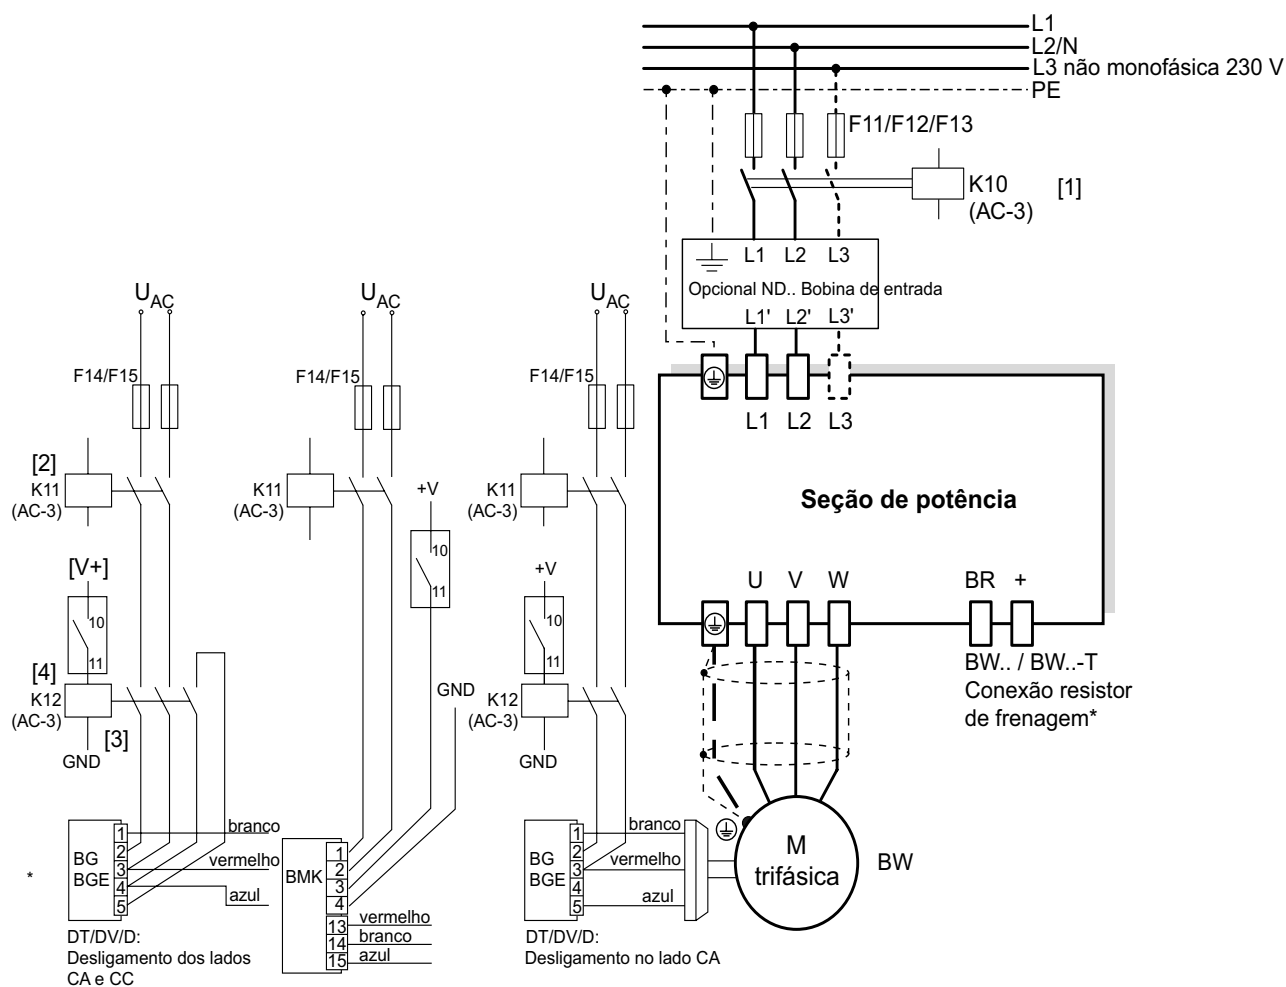 L1
L2/N
L3 não monofásica 230 V
PE
F11/F12/F13
K10
(AC-3)
[1]
L1 L2 L3
Opcional ND.. Bobina de entrada
L1' L2' L3'
L1 L2 L3
Seção de potência
U V W
BR +
BW.. / BW..-T
Conexão resistor
de frenagem*
M
trifásica
BW
UAC
F14/F15
[2]
K11
(AC-3)
[V+]
10
11
[4]
K12
(AC-3)
[3]
GND
BG
BGE
1
2
3
4
5
branco
vermelho
azul
*
DT/DV/D:
Desligamento dos lados
CA e CC
UAC
F14/F15
K11
(AC-3)
+V
10
11
GND
BMK
1
2
3
4
13
14
15
vermelho
branco
azul
UAC
F14/F15
K11
(AC-3)
+V
10
11
K12
(AC-3)
GND
BG
BGE
1
2
3
4
5
branco
vermelho
azul
DT/DV/D:
Desligamento no lado CA